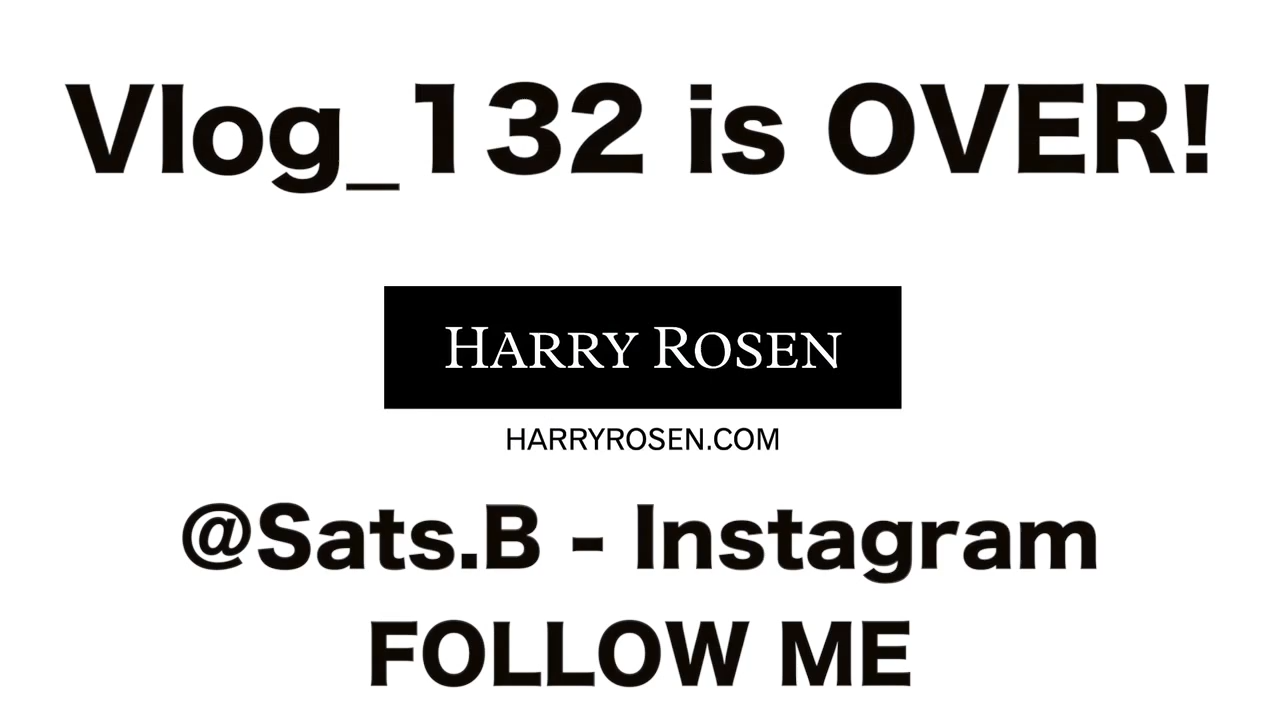 Vlog_132 is OVER!
HARRY ROSEN
HARRYROSEN.COM
@Sats.B - Instagram
FOLLOW ME